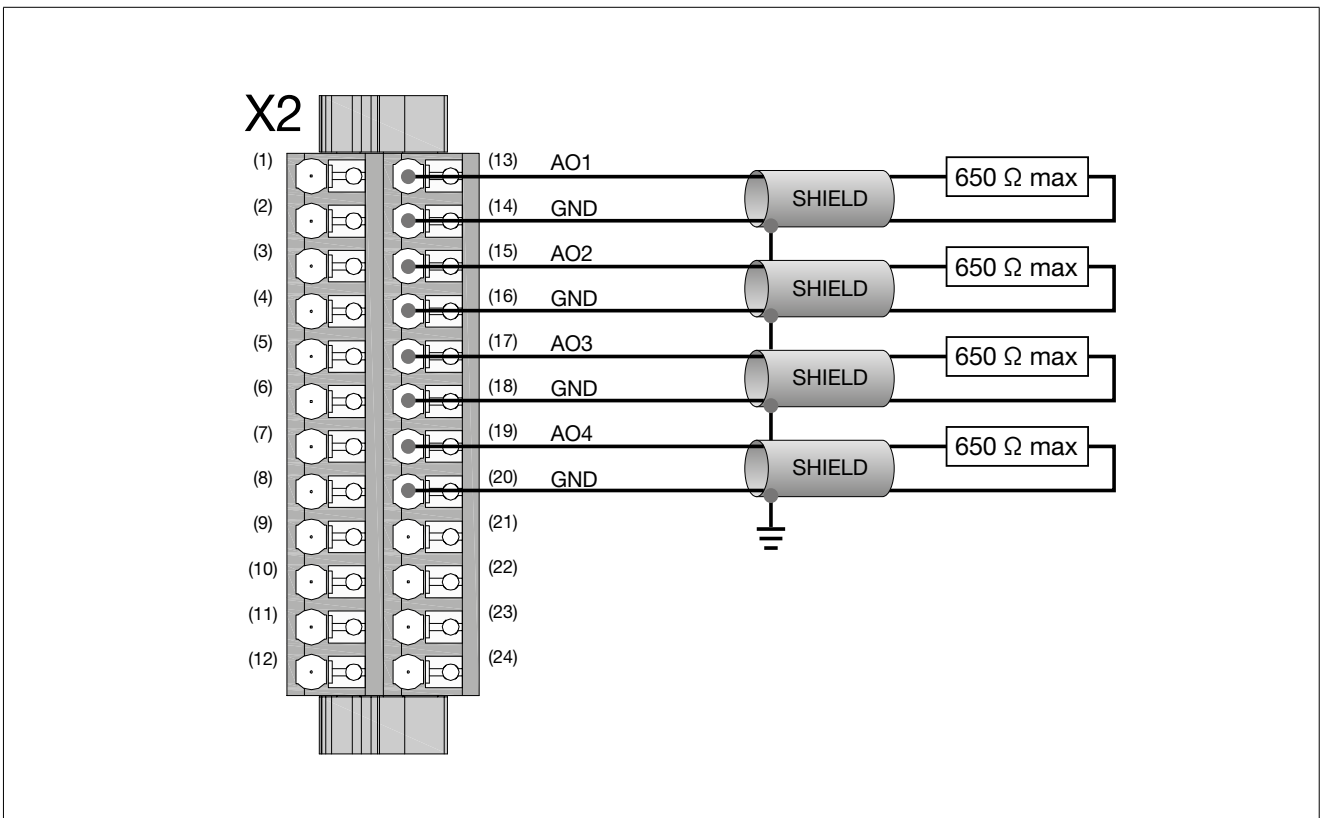 X2
(1) (13) AO1 SHIELD 650 Ω max
(2) (14) GND
(3) (15) AO2 SHIELD 650 Ω max
(4) (16) GND
(5) (17) AO3 SHIELD 650 Ω max
(6) (18) GND
(7) (19) AO4 SHIELD 650 Ω max
(8) (20) GND
(9) (21)
(10) (22)
(11) (23)
(12) (24)